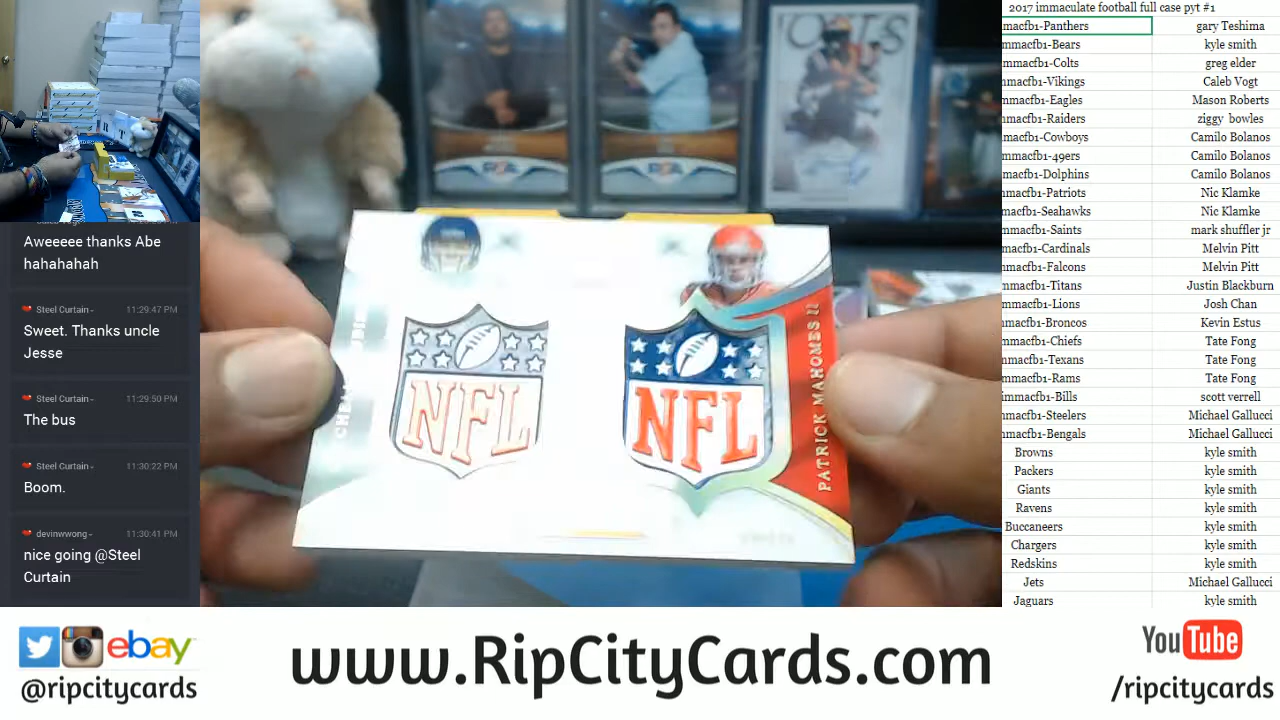 Aweeeee thanks Abe
hahahahah
Steel Curtain - 11:29:47 PM
Sweet. Thanks uncle
Jesse
Steel Curtain - 11:29:50 PM
The bus
Steel Curtain - 11:30:22 PM
Boom.
devinwwong - 11:30:41 PM
nice going @Steel
Curtain
NFL
NFL
PATRICK MAHOMES II
2017 immaculate football full case pyt #1
macfb1-Panthers gary Teshima
mmacfb1-Bears kyle smith
mmacfb1-Colts greg elder
mmacfb1-Vikings Caleb Vogt
mmacfb1-Eagles Mason Roberts
mmacfb1-Raiders ziggy bowles
macfb1-Cowboys Camilo Bolanos
mmacfb1-49ers Camilo Bolanos
macfb1-Dolphins Camilo Bolanos
mmacfb1-Patriots Nic Klamke
macfb1-Seahawks Nic Klamke
mmacfb1-Saints mark shuffler jr
macfb1-Cardinals Melvin Pitt
mmacfb1-Falcons Melvin Pitt
mmacfb1-Titans Justin Blackburn
mmacfb1-Lions Josh Chan
mmacfb1-Broncos Kevin Estus
mmacfb1-Chiefs Tate Fong
mmacfb1-Texans Tate Fong
mmacfb1-Rams Tate Fong
immacfb1-Bills scott verrell
mmacfb1-Steelers Michael Gallucci
mmacfb1-Bengals Michael Gallucci
Browns kyle smith
Packers kyle smith
Giants kyle smith
Ravens kyle smith
Buccaneers kyle smith
Chargers kyle smith
Redskins kyle smith
Jets Michael Gallucci
Jaguars kyle smith
ebay
@ripcitycards
www.RipCityCards.com
YouTube
/ripcitycards